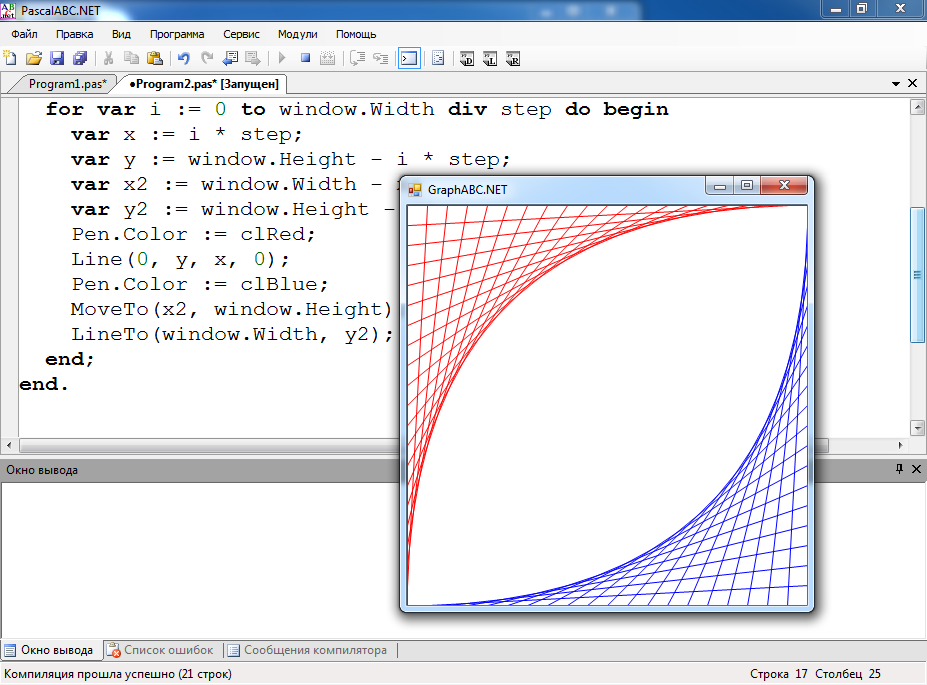 PascalABC.NET
Файл Правка Вид Программа Сервис Модули Помощь
Program1.pas* •Program2.pas* [Запущен]
for var i := 0 to window.Width div step do begin
var x := i * step;
var y := window.Height - i * step;
var x2 := window.Width -
var y2 := window.Height -
Pen.Color := clRed;
Line(0, y, x, 0);
Pen.Color := clBlue;
MoveTo(x2, window.Height)
LineTo(window.Width, y2);
end;
end.
GraphABC.NET
Окно вывода
Окно вывода Список ошибок Сообщения компилятора
Компиляция прошла успешно (21 строк) Строка 17 Столбец 25